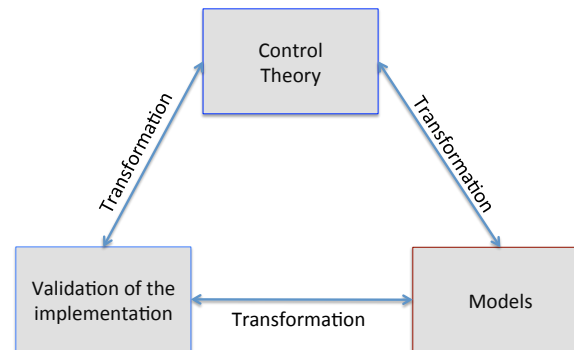 Control
Theory
Transformation
Transformation
Validation of the
implementation
Transformation
Models